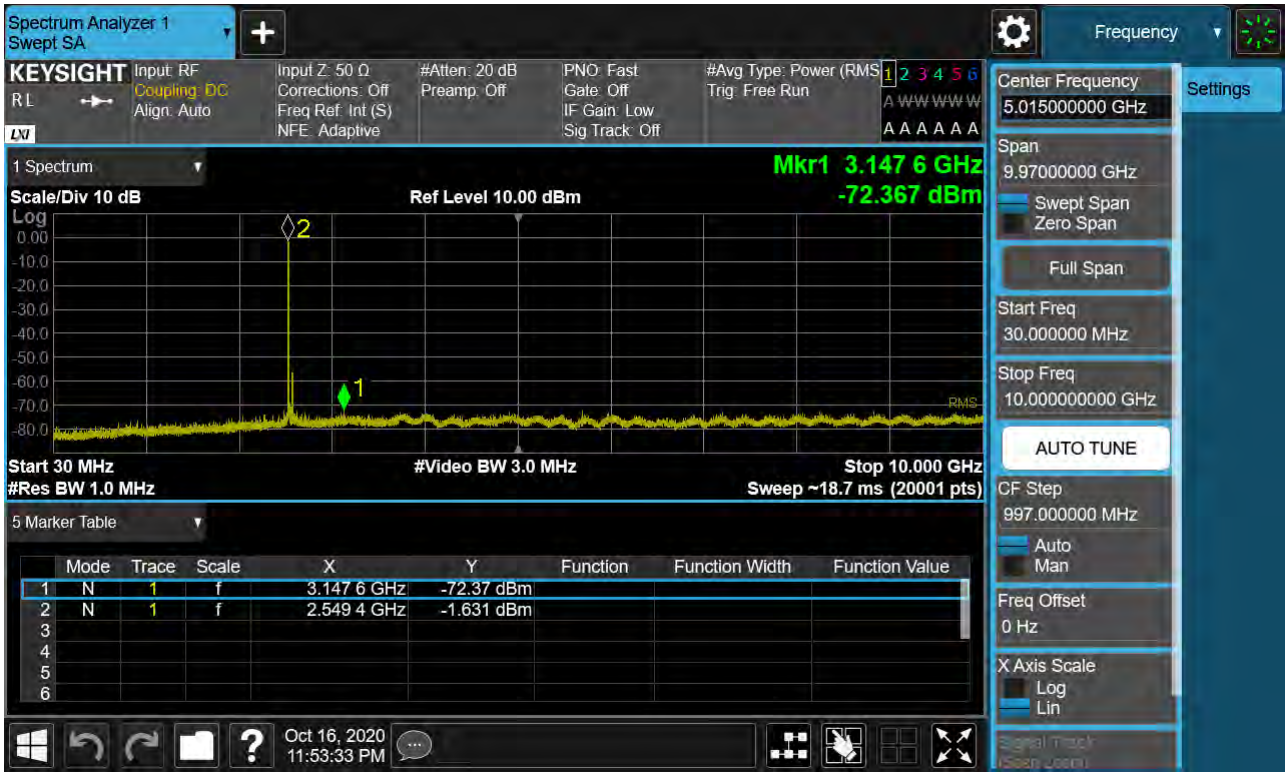 Spectrum Analyzer 1
Swept SA
+
Frequency
KEYSIGHT
RL
LXI
Input: RF
Coupling: DC
Align: Auto
Input Z: 50 Ω
Corrections: Off
Freq Ref: Int (S)
NFE: Adaptive
#Atten: 20 dB
Preamp: Off
PNO: Fast
Gate: Off
IF Gain: Low
Sig Track: Off
#Avg Type: Power (RMS
Trig: Free Run
1 2 3 4 5 6
A W W W W W
A A A A A A
1 Spectrum
Scale/Div 10 dB
Ref Level 10.00 dBm
Mkr1 3.147 6 GHz
-72.367 dBm
Log
0.00
-10.0
-20.0
-30.0
-40.0
-50.0
-60.0
-70.0
-80.0
2
1
RMS
Start 30 MHz
#Video BW 3.0 MHz
Stop 10.000 GHz
#Res BW 1.0 MHz
Sweep ~18.7 ms (20001 pts)
5 Marker Table
Mode Trace Scale X Y Function Function Width Function Value
1 N 1 f 3.147 6 GHz -72.37 dBm
2 N 1 f 2.549 4 GHz -1.631 dBm
3
4
5
6
?
Oct 16, 2020
11:53:33 PM
Center Frequency
5.015000000 GHz
Settings
Span
9.97000000 GHz
Swept Span
Zero Span
Full Span
Start Freq
30.000000 MHz
Stop Freq
10.000000000 GHz
AUTO TUNE
CF Step
997.000000 MHz
Auto
Man
Freq Offset
0 Hz
X Axis Scale
Log
Lin
Signal Track
(Span Zoom)